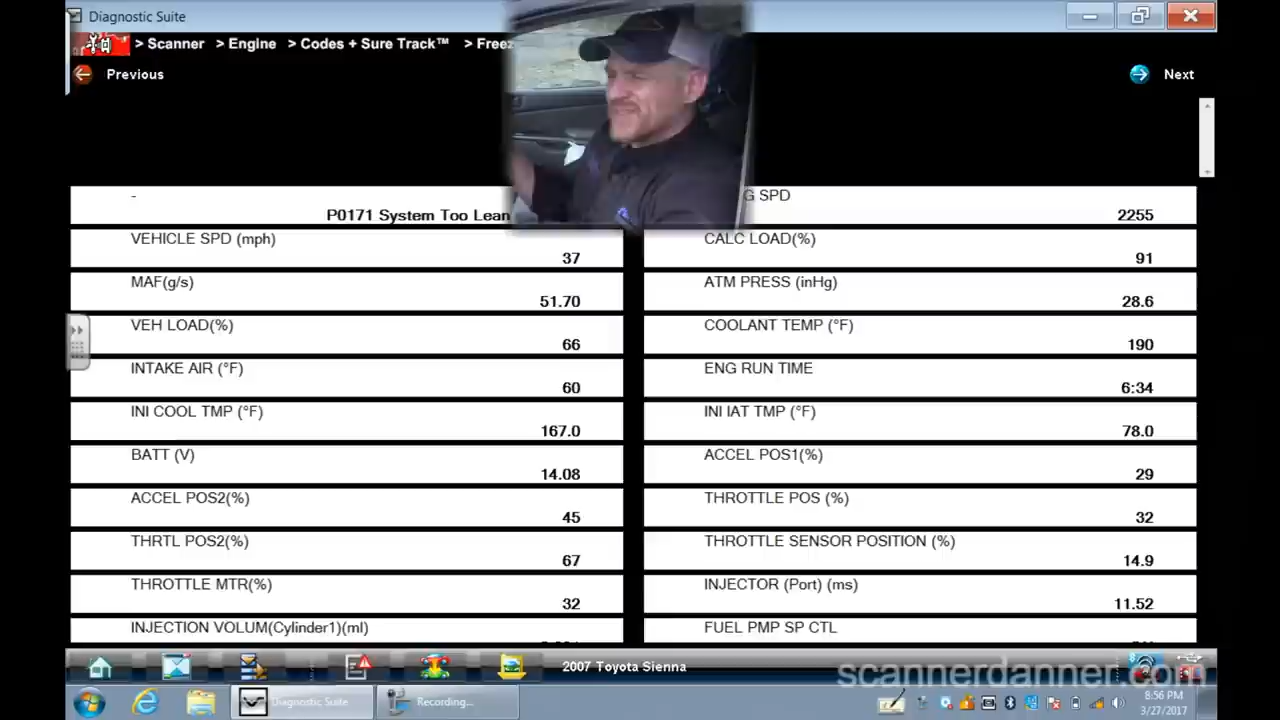 Diagnostic Suite
> Scanner > Engine > Codes + Sure Track™ > Freez
Previous
Next
-
P0171 System Too Lean
G SPD
2255
VEHICLE SPD (mph)
37
CALC LOAD(%)
91
MAF(g/s)
51.70
ATM PRESS (inHg)
28.6
VEH LOAD(%)
66
COOLANT TEMP (°F)
190
INTAKE AIR (°F)
60
ENG RUN TIME
6:34
INI COOL TMP (°F)
167.0
INI IAT TMP (°F)
78.0
BATT (V)
14.08
ACCEL POS1(%)
29
ACCEL POS2(%)
45
THROTTLE POS (%)
32
THRTL POS2(%)
67
THROTTLE SENSOR POSITION (%)
14.9
THROTTLE MTR(%)
32
INJECTOR (Port) (ms)
11.52
INJECTION VOLUM(Cylinder1)(ml)
FUEL PMP SP CTL
2007 Toyota Sienna
scannerdanner.com
Diagnostic Suite
Recording...
8:56 PM
3/27/2017